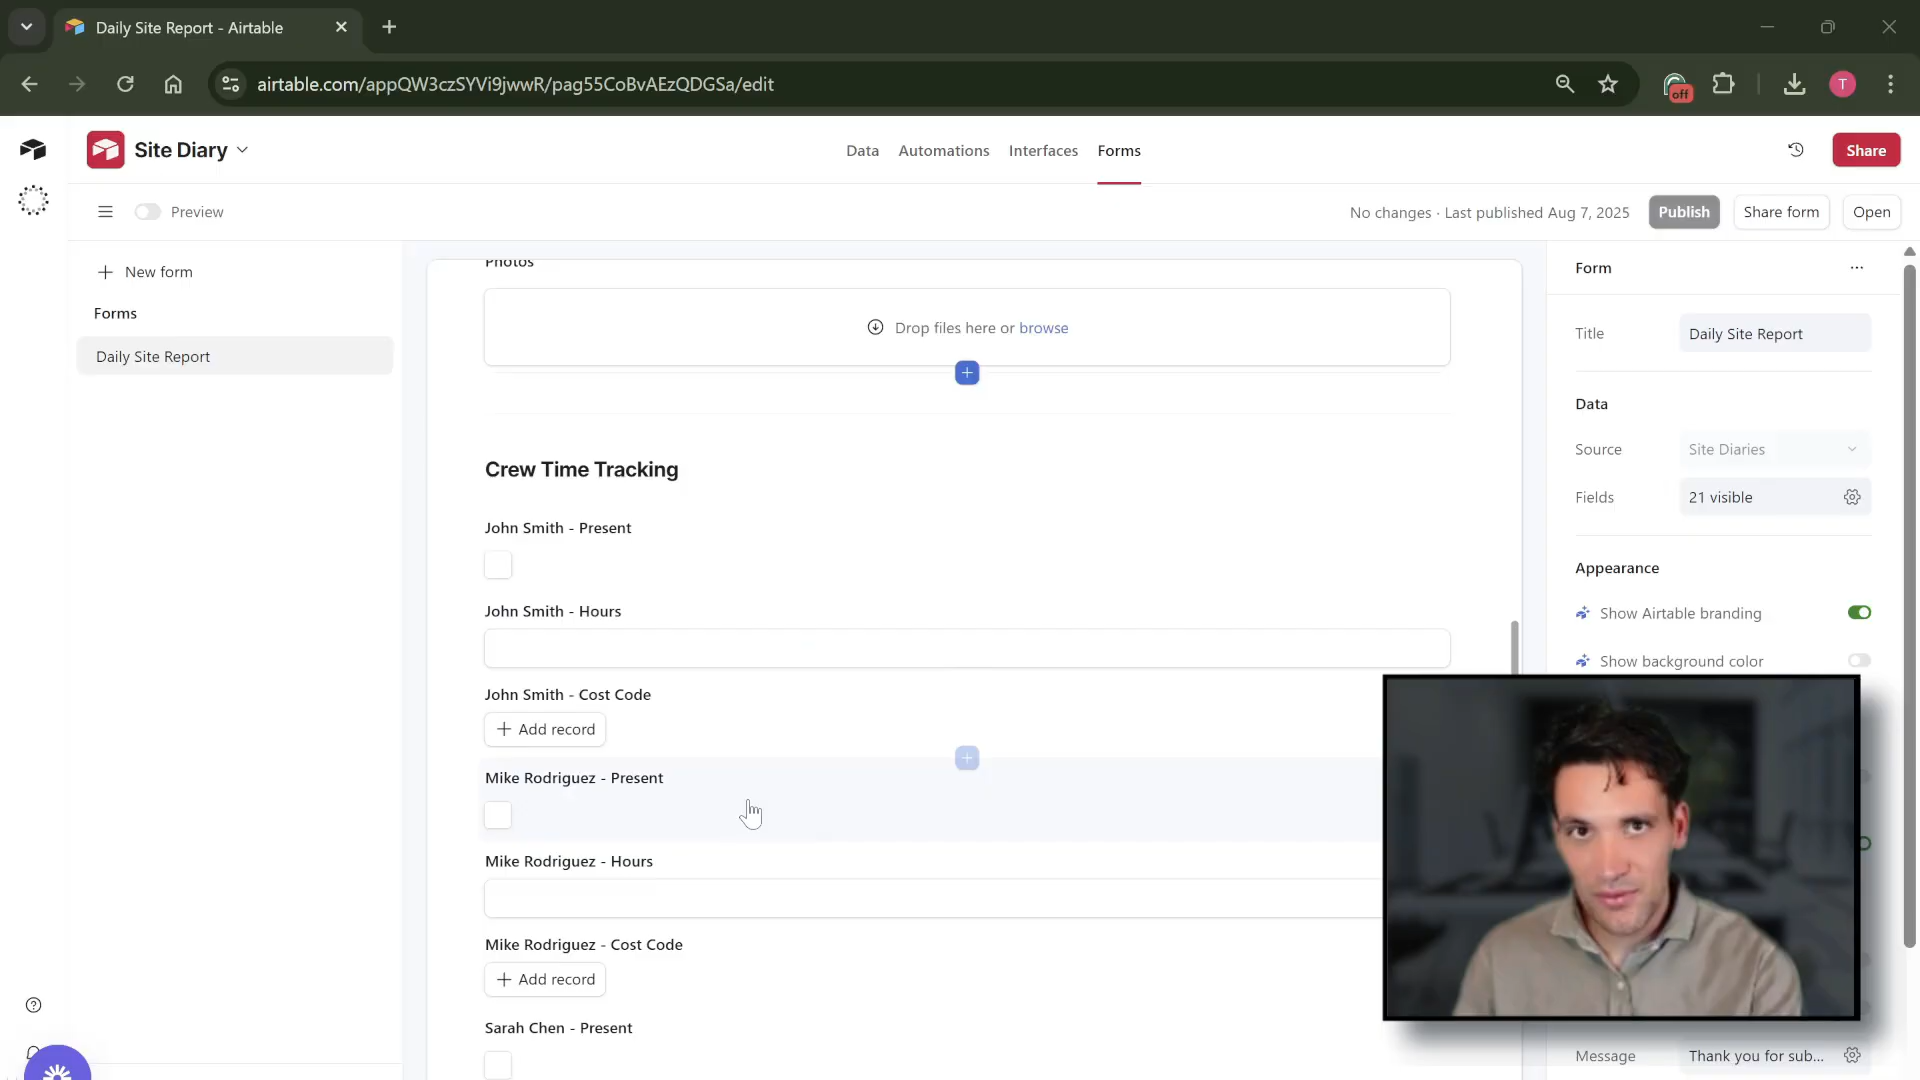 Daily Site Report - Airtable
airtable.com/appQW3czSYVi9jwwR/pag55CoBvAEzQDGSa/edit
off
T
Site Diary
Data
Automations
Interfaces
Forms
Share
Preview
No changes · Last published Aug 7, 2025
Publish
Share form
Open
New form
Forms
Daily Site Report
Photos
Drop files here or browse
Crew Time Tracking
John Smith - Present
John Smith - Hours
John Smith - Cost Code
Add record
Mike Rodriguez - Present
Mike Rodriguez - Hours
Mike Rodriguez - Cost Code
Add record
Sarah Chen - Present
Form
Title
Daily Site Report
Data
Source
Site Diaries
Fields
21 visible
Appearance
Show Airtable branding
Show background color
Message
Thank you for sub...